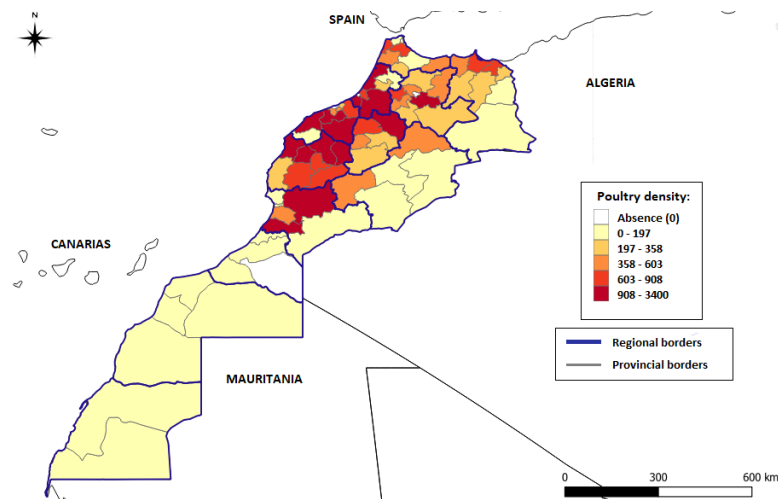 N
SPAIN
ALGERIA
Poultry density:
Absence (0)
0 - 197
197 - 358
358 - 603
603 - 908
908 - 3400
CANARIAS
Regional borders
Provincial borders
MAURITANIA
0 300 600 km